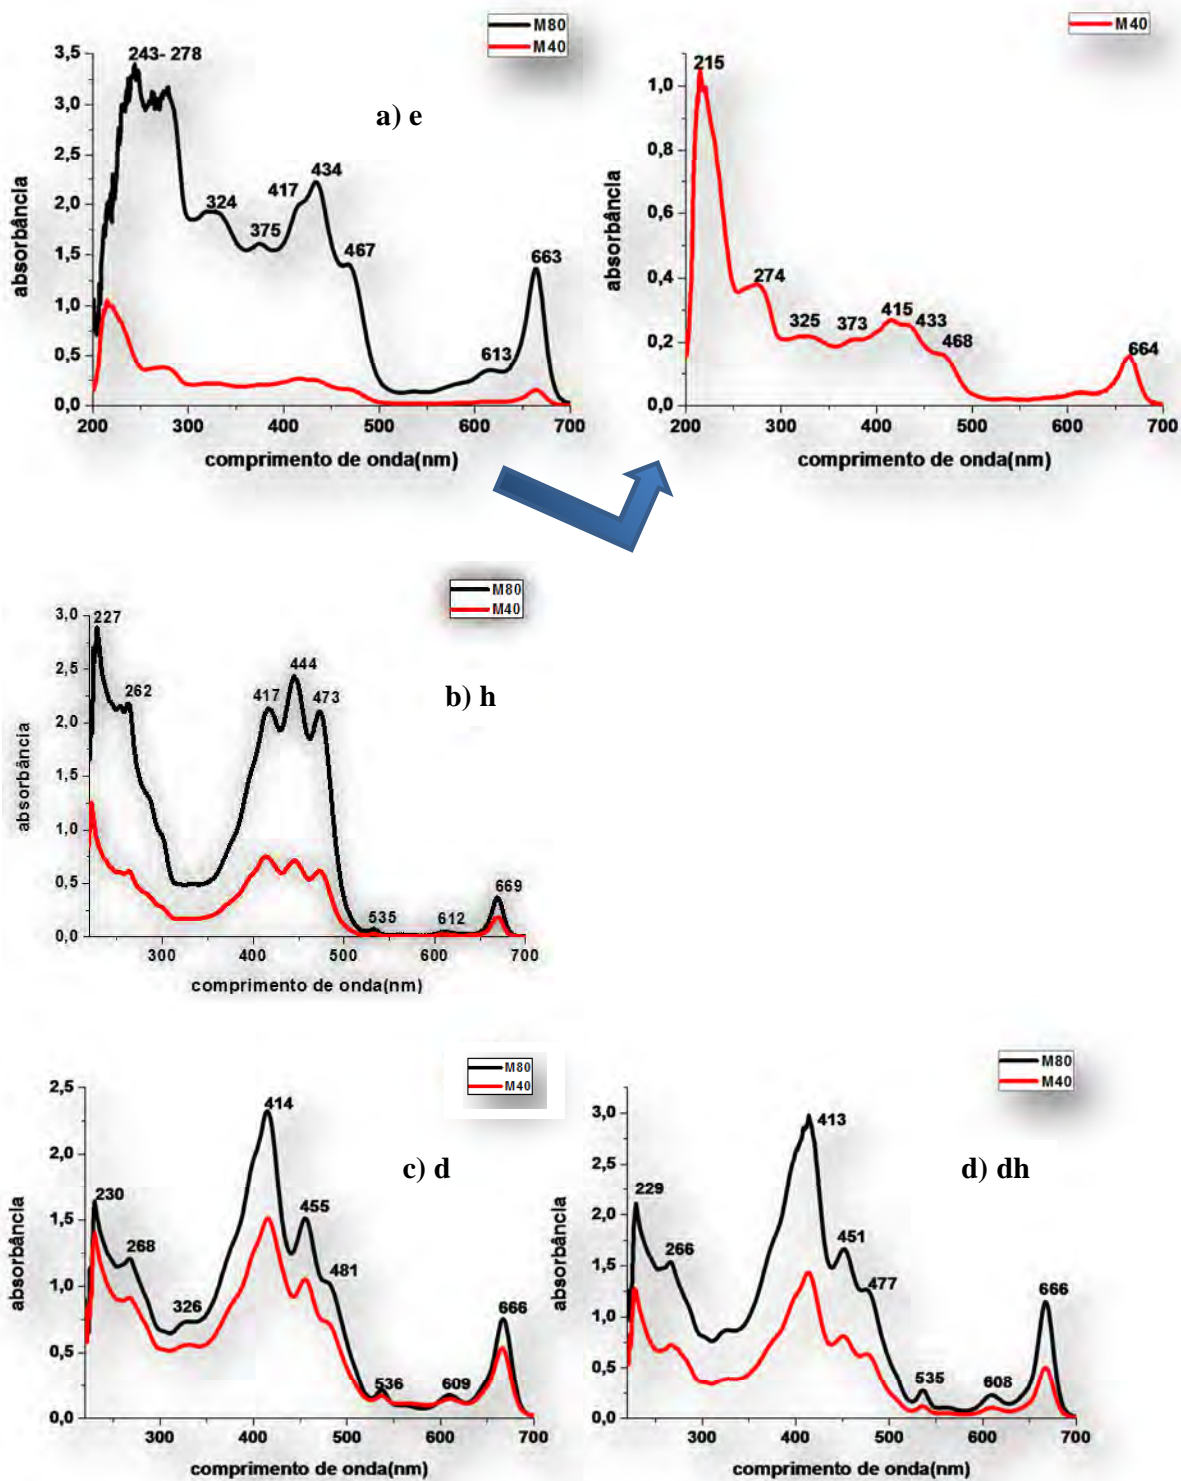 M80
M40
3,5
3,0
2,5
2,0
1,5
1,0
0,5
0,0
absorbância
243- 278
324
375
417
434
467
613
663
a) e
200 300 400 500 600 700
comprimento de onda(nm)
M40
1,0
0,8
0,6
0,4
0,2
0,0
absorbância
215
274
325
373
415
433
468
664
200 300 400 500 600 700
comprimento de onda(nm)
M80
M40
3,0
2,5
2,0
1,5
1,0
0,5
0,0
absorbância
227
262
417
444
473
535
612
669
b) h
300 400 500 600 700
comprimento de onda(nm)
M80
M40
2,5
2,0
1,5
1,0
0,5
0,0
absorbância
230
268
326
414
455
481
536
609
666
c) d
300 400 500 600 700
comprimento de onda(nm)
M80
M40
3,0
2,5
2,0
1,5
1,0
0,5
0,0
absorbância
229
266
413
451
477
535
608
666
d) dh
300 400 500 600 700
comprimento de onda(nm)